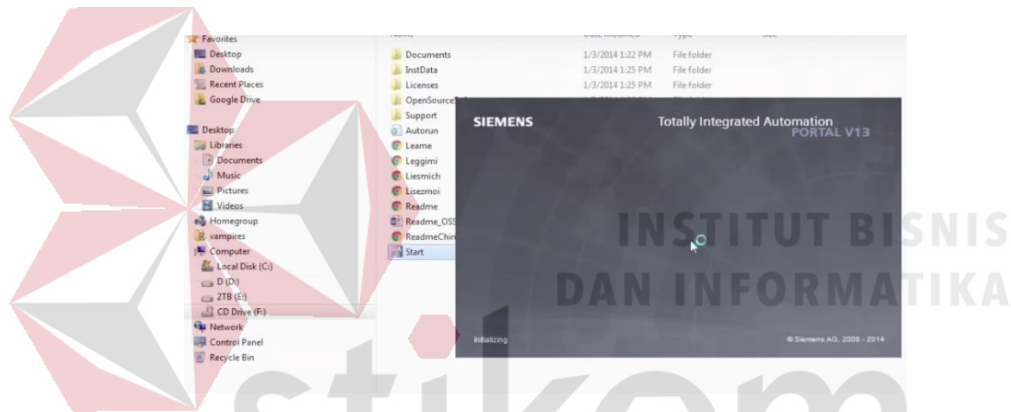 Favorites
Desktop
Downloads
Recent Places
Google Drive
Desktop
Libraries
Documents
Music
Pictures
Videos
Homegroup
vampires
Computer
Local Disk (C:)
D (D:)
2TB (E:)
CD Drive (F:)
Network
Control Panel
Recycle Bin
Documents 1/3/2014 1:22 PM File folder
InstData 1/3/2014 1:25 PM File folder
Licenses 1/3/2014 1:25 PM File folder
Support
Autorun
Learne
Leggimi
Liesmich
Lisezmoi
Readme
Readme_OSS
ReadmeChin
Start
SIEMENS
Totally Integrated Automation
PORTAL V13
Initializing
© Siemens AG, 2008 - 2014
INSTITUT BISNIS
DAN INFORMATIKA
stikom